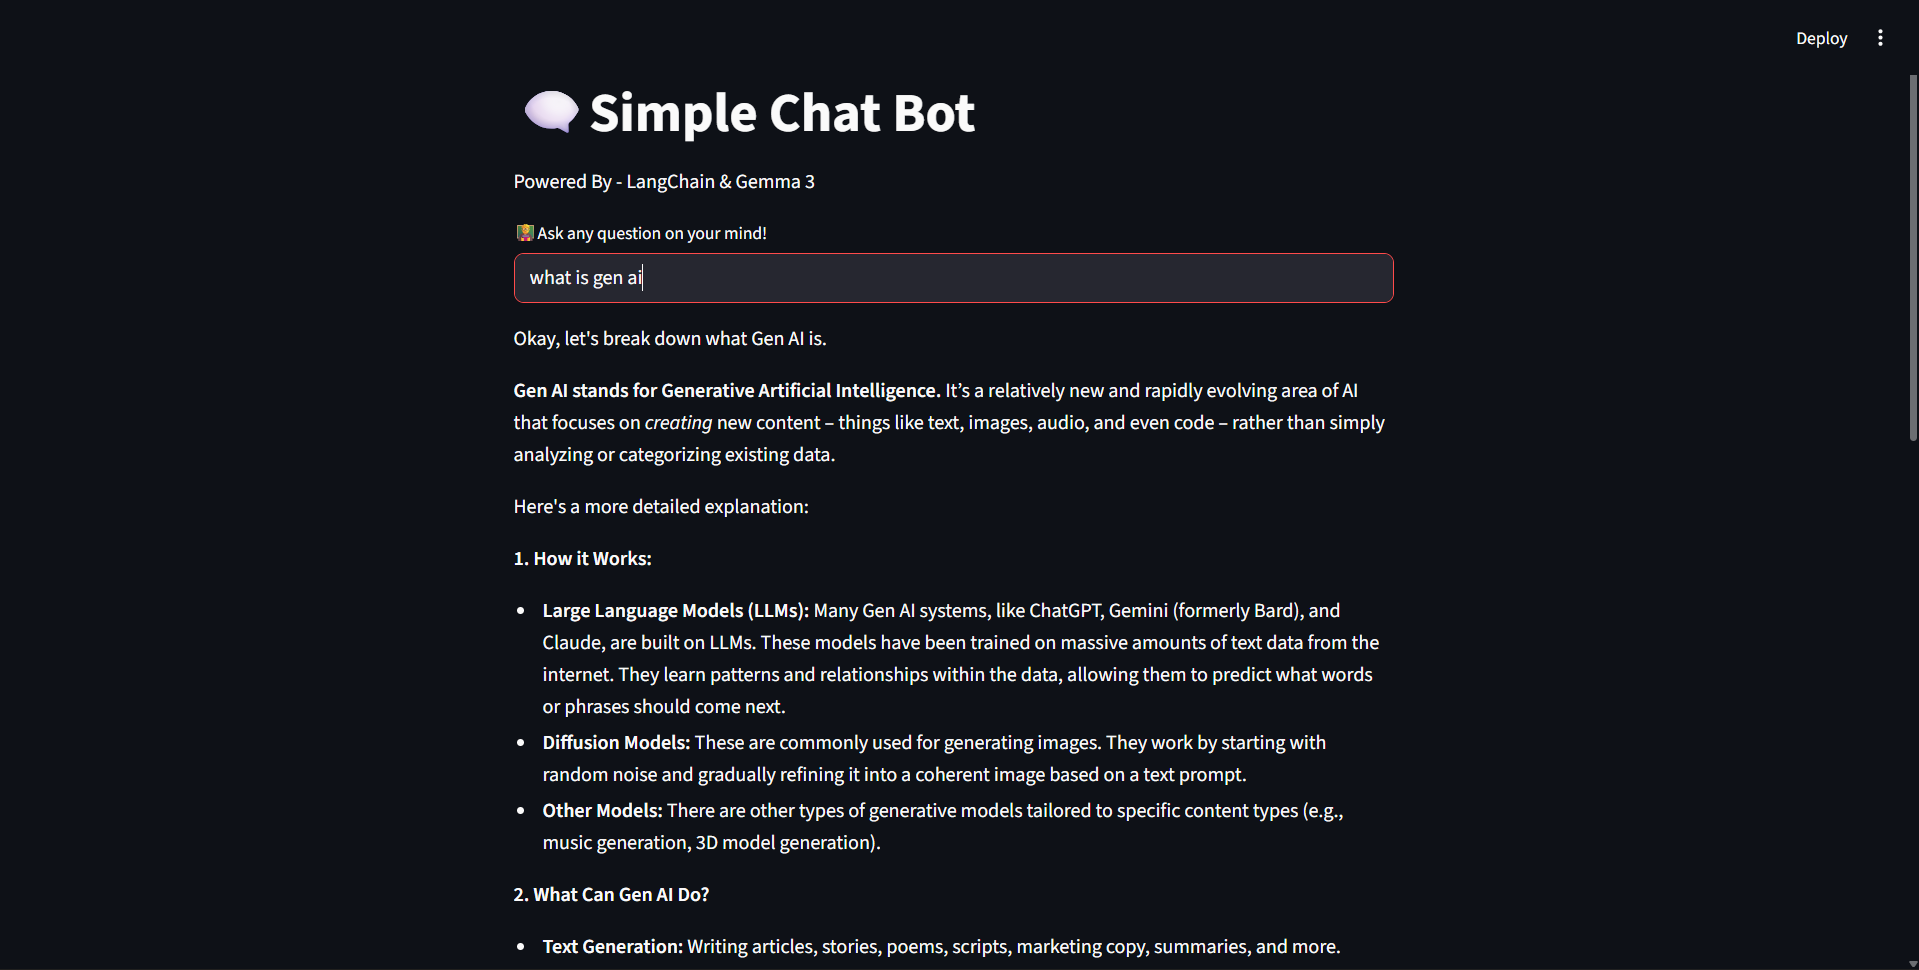 Deploy
Simple Chat Bot
Powered By - LangChain & Gemma 3
Ask any question on your mind!
what is gen ai
Okay, let's break down what Gen AI is.
Gen AI stands for Generative Artificial Intelligence. It’s a relatively new and rapidly evolving area of AI
that focuses on creating new content – things like text, images, audio, and even code – rather than simply
analyzing or categorizing existing data.
Here's a more detailed explanation:
1. How it Works:
• Large Language Models (LLMs): Many Gen AI systems, like ChatGPT, Gemini (formerly Bard), and
Claude, are built on LLMs. These models have been trained on massive amounts of text data from the
internet. They learn patterns and relationships within the data, allowing them to predict what words
or phrases should come next.
• Diffusion Models: These are commonly used for generating images. They work by starting with
random noise and gradually refining it into a coherent image based on a text prompt.
• Other Models: There are other types of generative models tailored to specific content types (e.g.,
music generation, 3D model generation).
2. What Can Gen AI Do?
• Text Generation: Writing articles, stories, poems, scripts, marketing copy, summaries, and more.